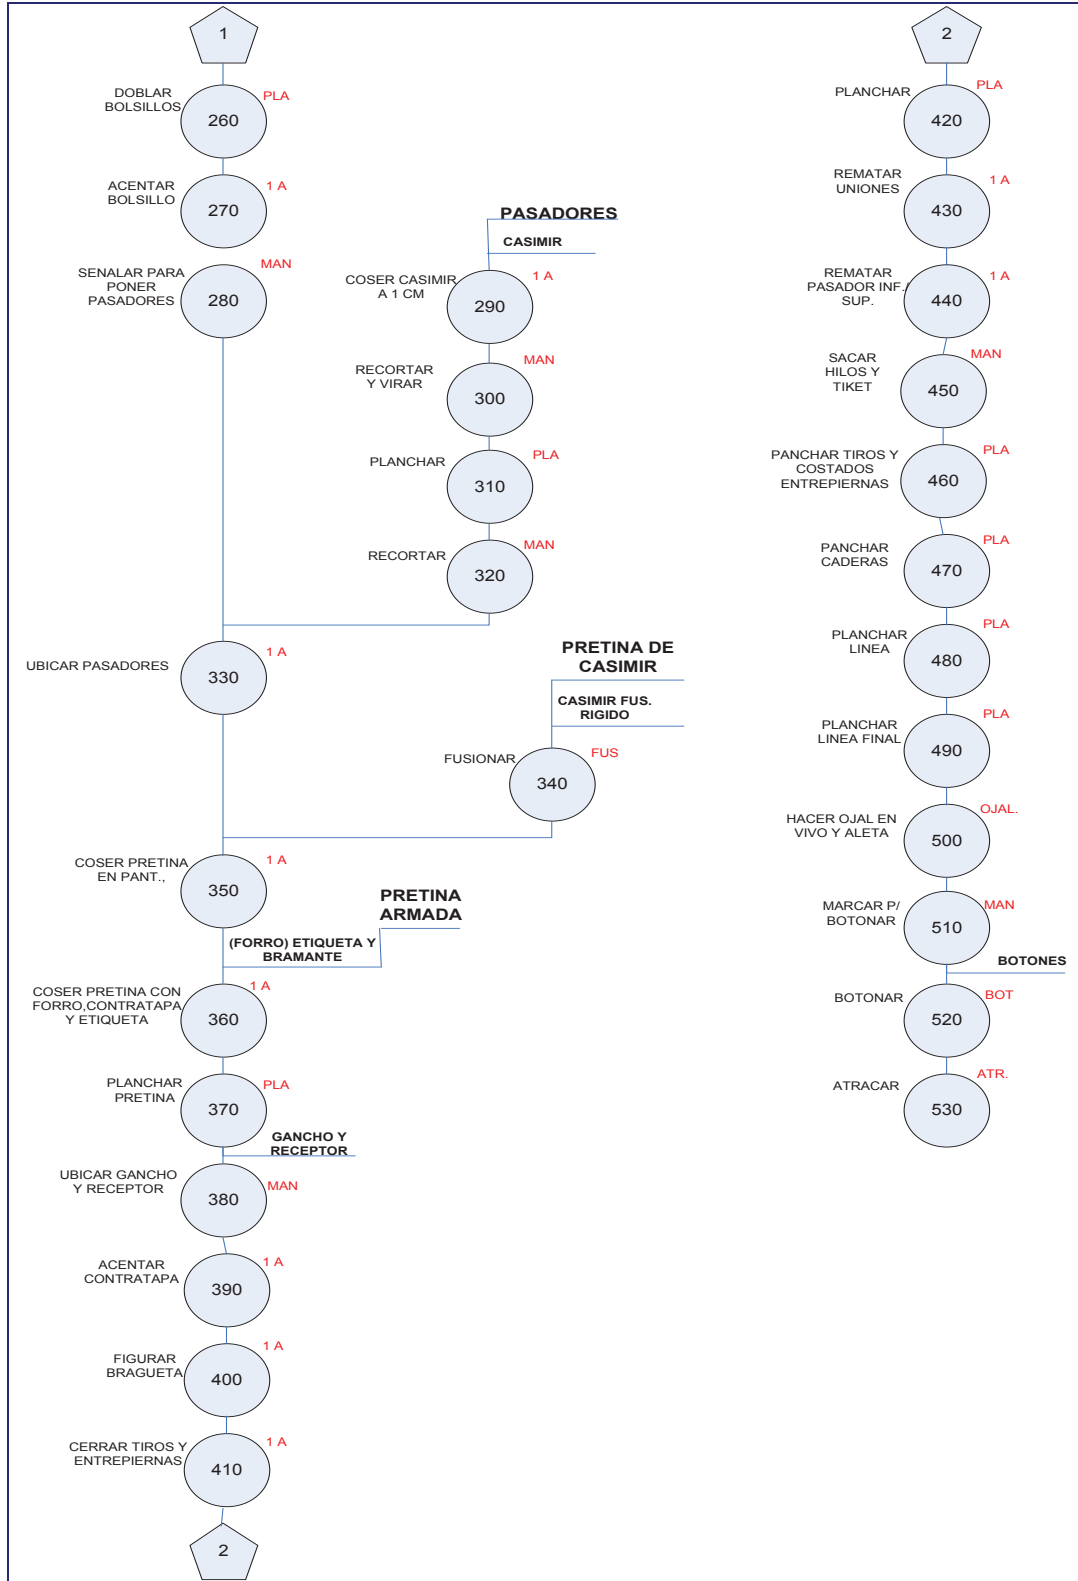 1
DOBLAR
BOLSILLOS
PLA
260
ACENTAR
BOLSILLO
1 A
270
SENALAR PARA
PONER
PASADORES
MAN
280
PASADORES
CASIMIR
COSER CASIMIR
A 1 CM
1 A
290
RECORTAR
Y VIRAR
MAN
300
PLANCHAR
PLA
310
RECORTAR
MAN
320
UBICAR PASADORES
1 A
330
PRETINA DE
CASIMIR
CASIMIR FUS.
RIGIDO
FUSIONAR
FUS
340
COSER PRETINA
EN PANT.,
1 A
350
PRETINA
ARMADA
(FORRO) ETIQUETA Y
BRAMANTE
COSER PRETINA CON
FORRO,CONTRATAPA
Y ETIQUETA
1 A
360
PLANCHAR
PRETINA
PLA
370
GANCHO Y
RECEPTOR
UBICAR GANCHO
Y RECEPTOR
MAN
380
ACENTAR
CONTRATAPA
1 A
390
FIGURAR
BRAGUETA
1 A
400
CERRAR TIROS Y
ENTREPIERNAS
1 A
410
2
2
PLANCHAR
PLA
420
REMATAR
UNIONES
1 A
430
REMATAR
PASADOR INF./
SUP.
1 A
440
SACAR
HILOS Y
TIKET
MAN
450
PANCHAR TIROS Y
COSTADOS
ENTREPIERNAS
PLA
460
PANCHAR
CADERAS
PLA
470
PLANCHAR
LINEA
PLA
480
PLANCHAR
LINEA FINAL
PLA
490
HACER OJAL EN
VIVO Y ALETA
OJAL.
500
MARCAR P/
BOTONAR
MAN
510
BOTONES
BOTONAR
BOT
520
ATRACAR
ATR.
530